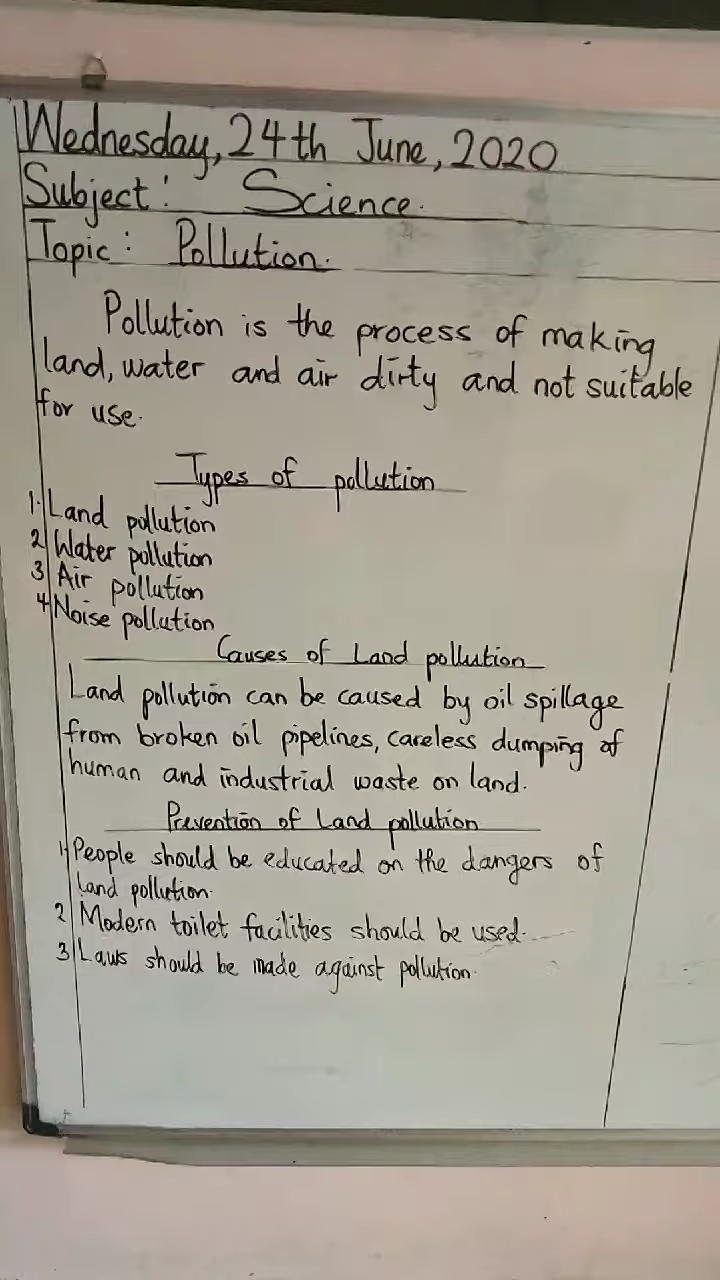 Wednesday, 24th June, 2020
Subject: Science.
Topic: Pollution.
Pollution is the process of making
land, water and air dirty and not suitable
for use.
Types of pollution
1. Land pollution
2 Water pollution
3 Air pollution
4 Noise pollution
Causes of Land pollution
Land pollution can be caused by oil spillage
from broken oil pipelines, careless dumping of
human and industrial waste on land.
Prevention of Land pollution
1 People should be educated on the dangers of
land pollution.
2 Modern toilet facilities should be used.
3 Laws should be made against pollution.